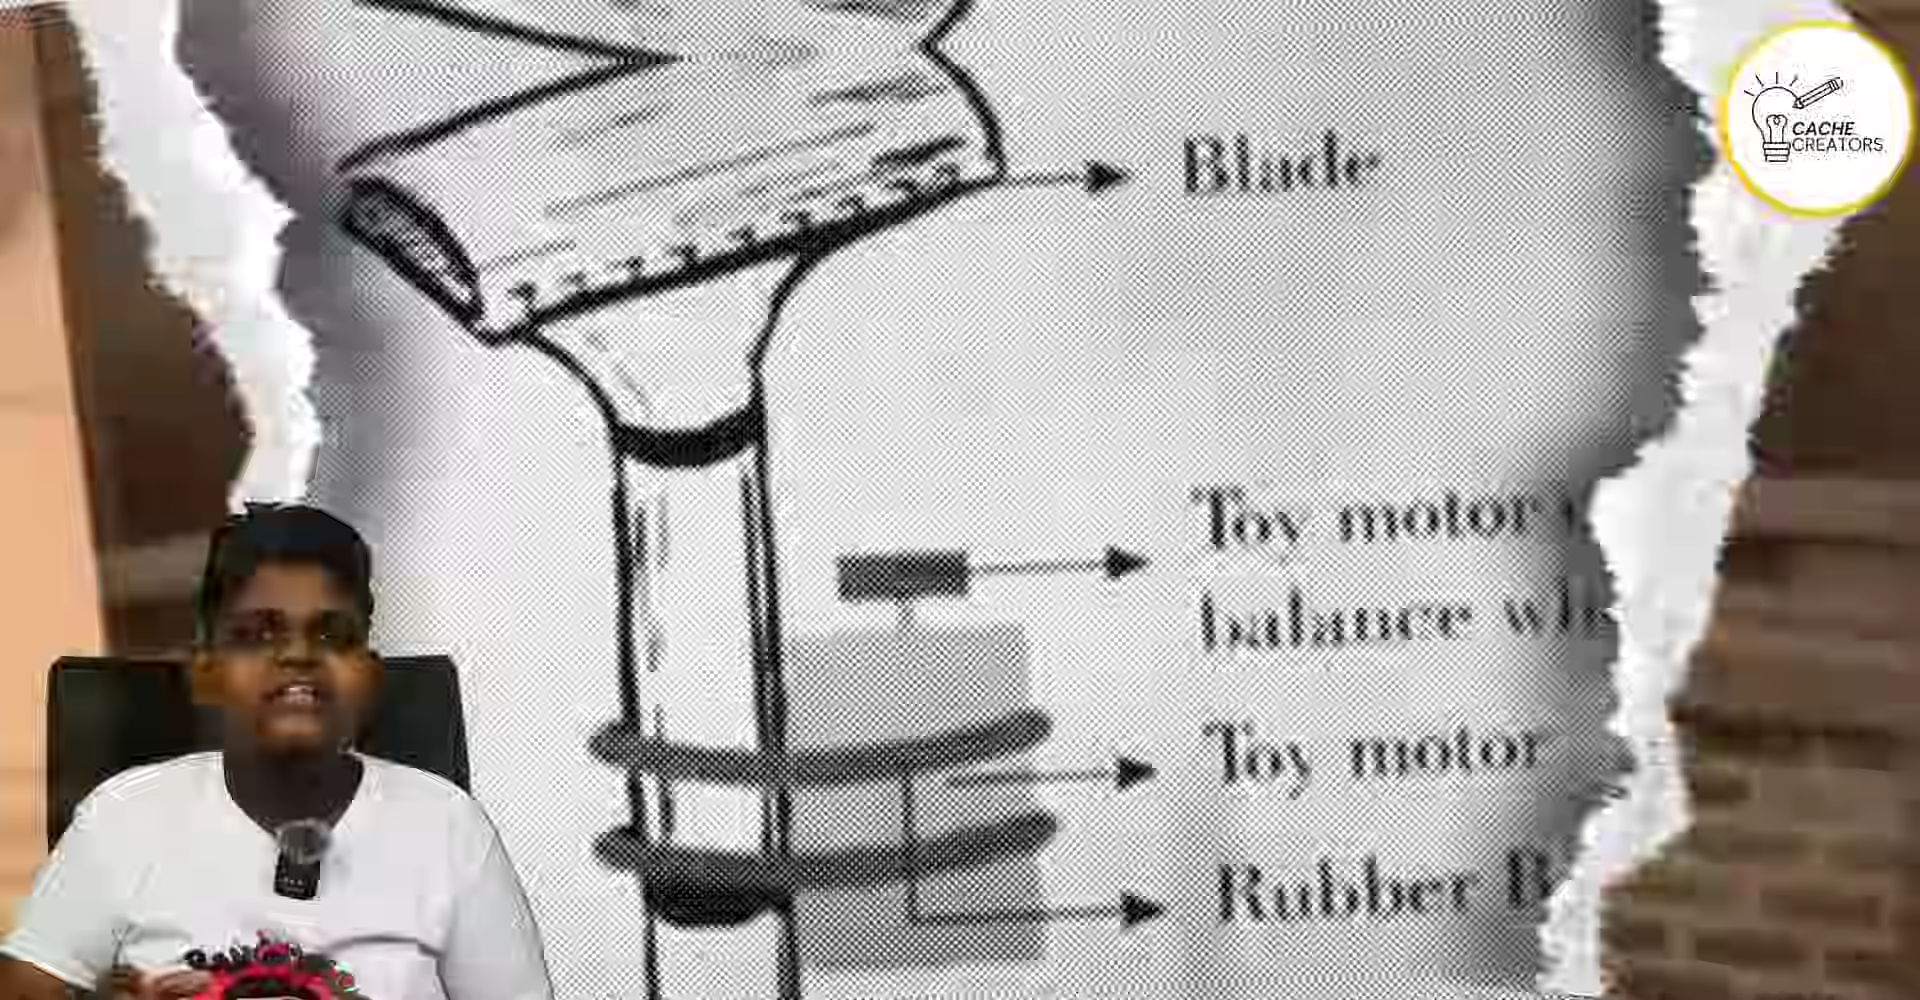 Blade
Toy motor
balance
Toy motor
Rubber
CACHE
CREATORS